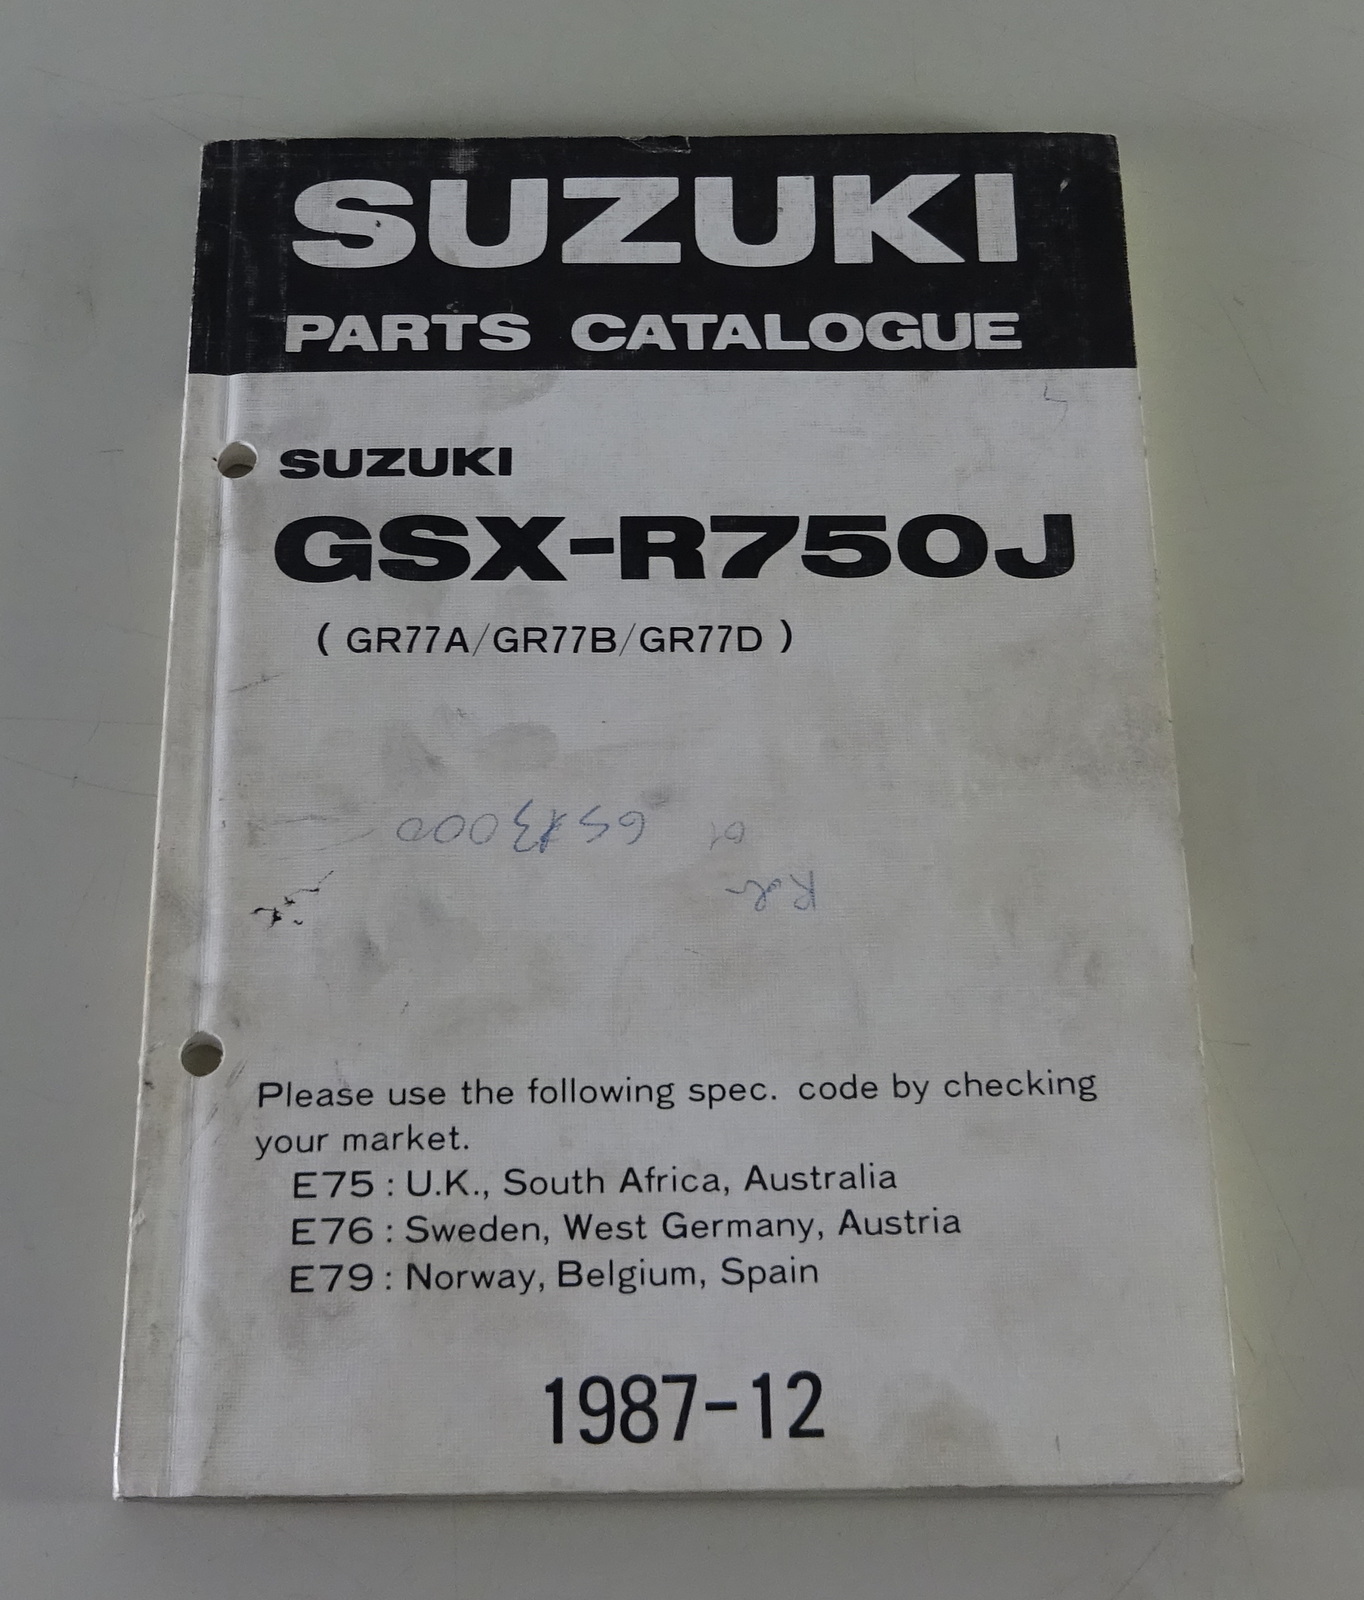 SUZUKI
PARTS CATALOGUE
SUZUKI
GSX-R750J
( GR77A/GR77B/GR77D )
Please use the following spec. code by checking
your market.
E75 : U.K., South Africa, Australia
E76 : Sweden, West Germany, Austria
E79 : Norway, Belgium, Spain
1987-12